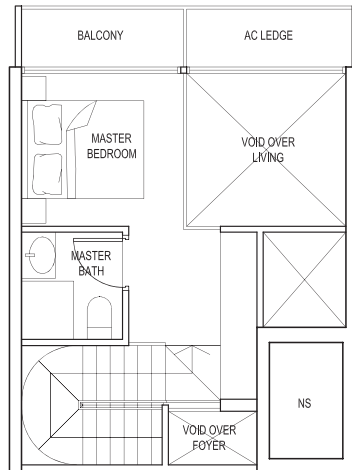 BALCONY
AC LEDGE
MASTER
BEDROOM
VOID OVER
LIVING
MASTER
BATH
NS
VOID OVER
FOYER